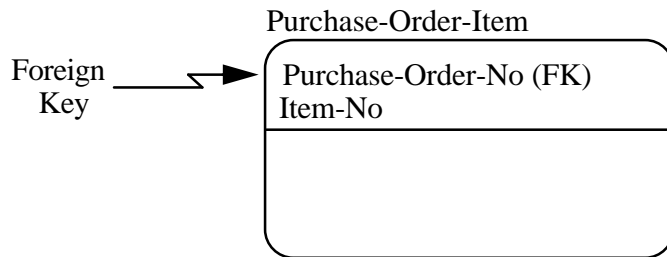 Purchase-Order-Item
Foreign
Key
Purchase-Order-No (FK)
Item-No